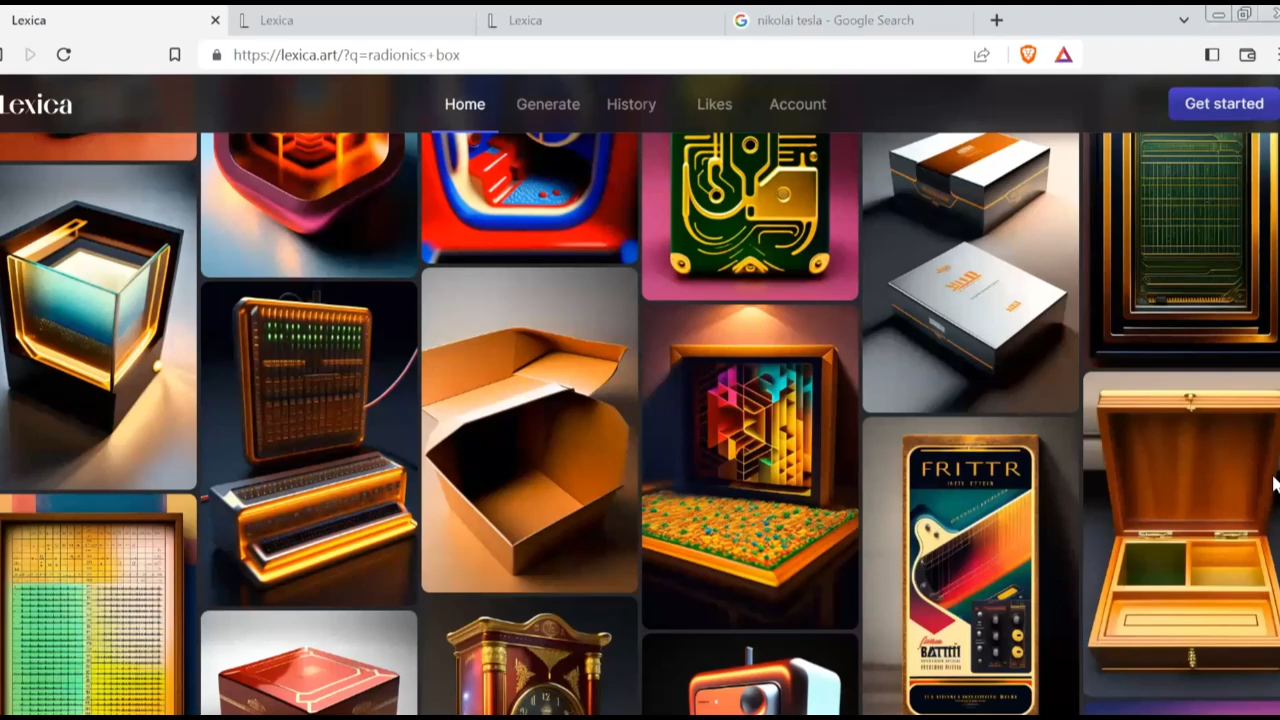 Lexica
Lexica
Lexica
nikolai tesla - Google Search
https://lexica.art/?q=radionics+box
Lexica
Home
Generate
History
Likes
Account
Get started
FRITTR
BATTIII